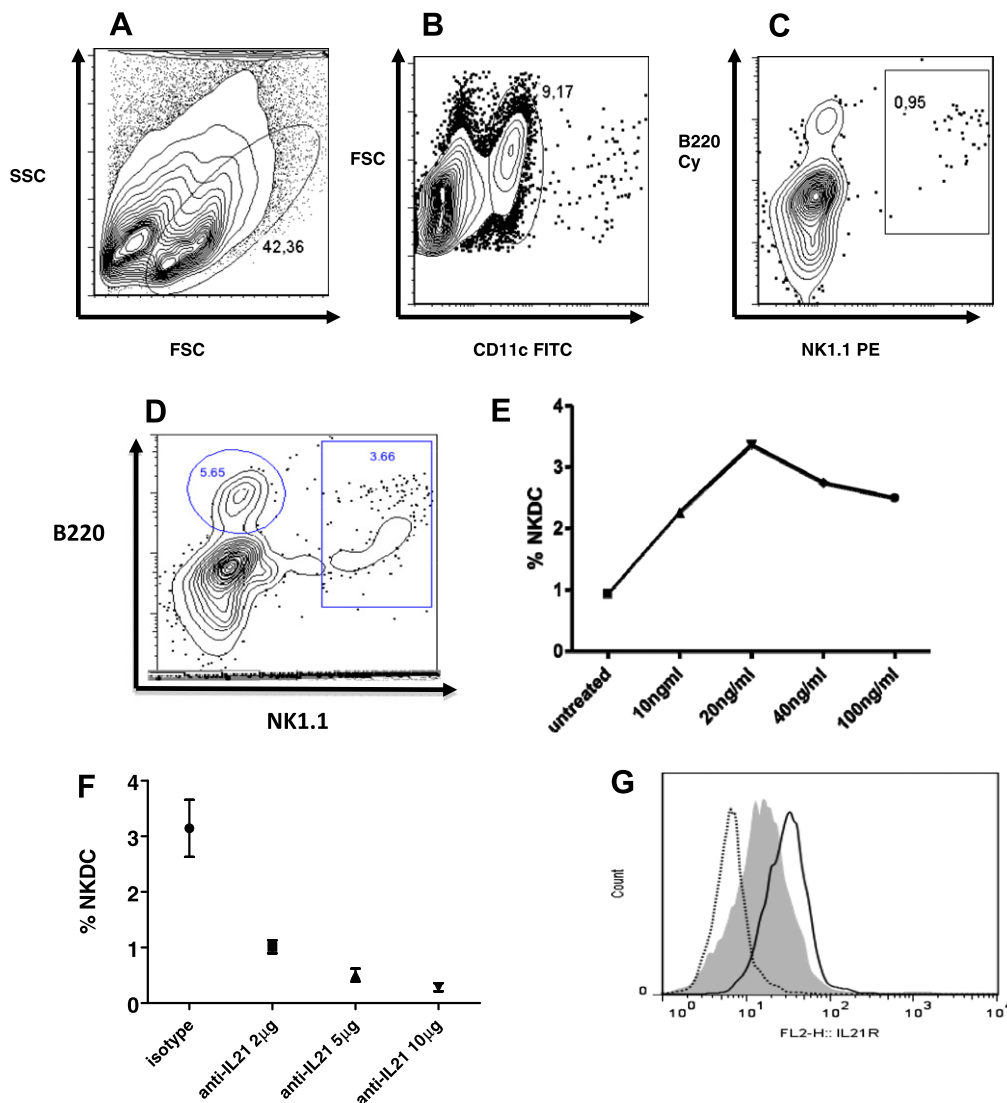 A
B
C
SSC
42,36
FSC
FSC
9,17
CD11c FITC
B220
Cy
0,95
NK1.1 PE
D
B220
5.65
3.66
NK1.1
E
% NKDC
4
3
2
1
0
untreated
10ngml
20ng/ml
40ng/ml
100ng/ml
F
% NKDC
4
3
2
1
0
isotype
anti-IL21 2µg
anti-IL21 5µg
anti-IL21 10µg
G
Count
0
10⁰
10¹
10²
10³
10⁴
FL2-H:: IL21R